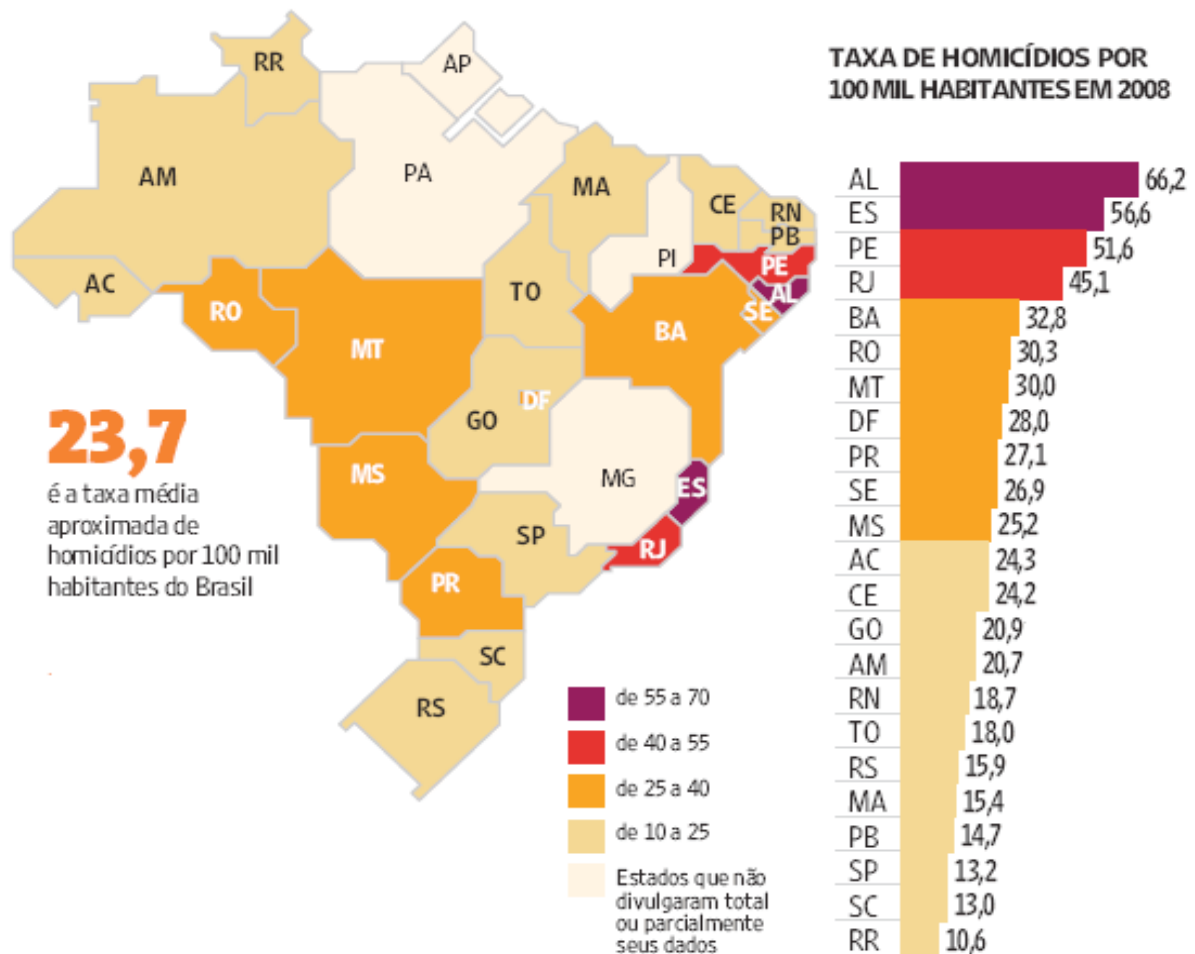 RR
AP
AM
PA
MA
CE
RN
PB
PI
PE
AL
SE
AC
RO
TO
BA
MT
DF
GO
MG
MS
ES
SP
RJ
PR
SC
RS
23,7
é a taxa média
aproximada de
homicídios por 100 mil
habitantes do Brasil
de 55 a 70
de 40 a 55
de 25 a 40
de 10 a 25
Estados que não
divulgaram total
ou parcialmente
seus dados
TAXA DE HOMICÍDIOS POR
100 MIL HABITANTES EM 2008
AL 66,2
ES 56,6
PE 51,6
RJ 45,1
BA 32,8
RO 30,3
MT 30,0
DF 28,0
PR 27,1
SE 26,9
MS 25,2
AC 24,3
CE 24,2
GO 20,9
AM 20,7
RN 18,7
TO 18,0
RS 15,9
MA 15,4
PB 14,7
SP 13,2
SC 13,0
RR 10,6